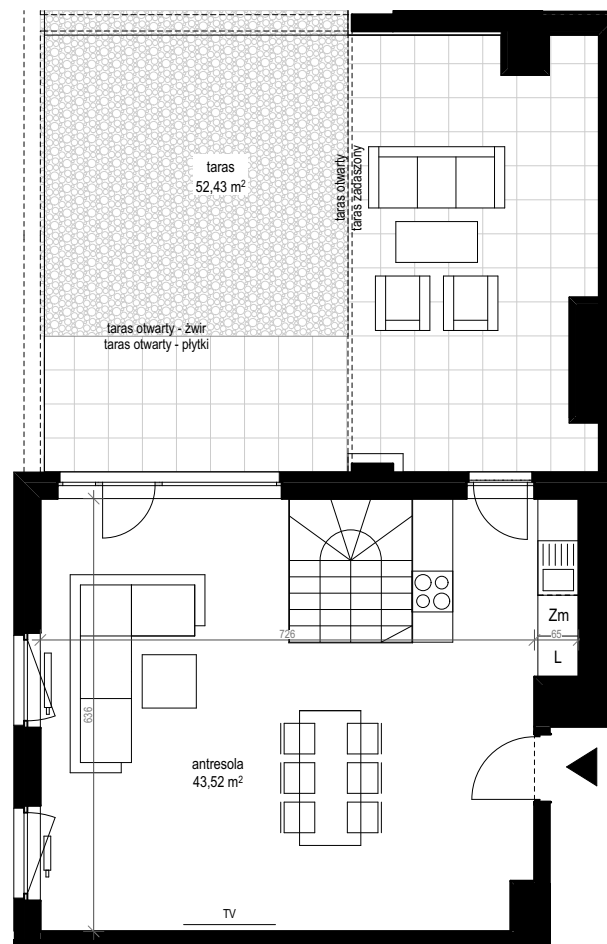 taras
52,43 m²
taras otwarty
taras zadaszony
taras otwarty - żwir
taras otwarty - płytki
Zm
726
65
L
636
antresola
43,52 m²
TV